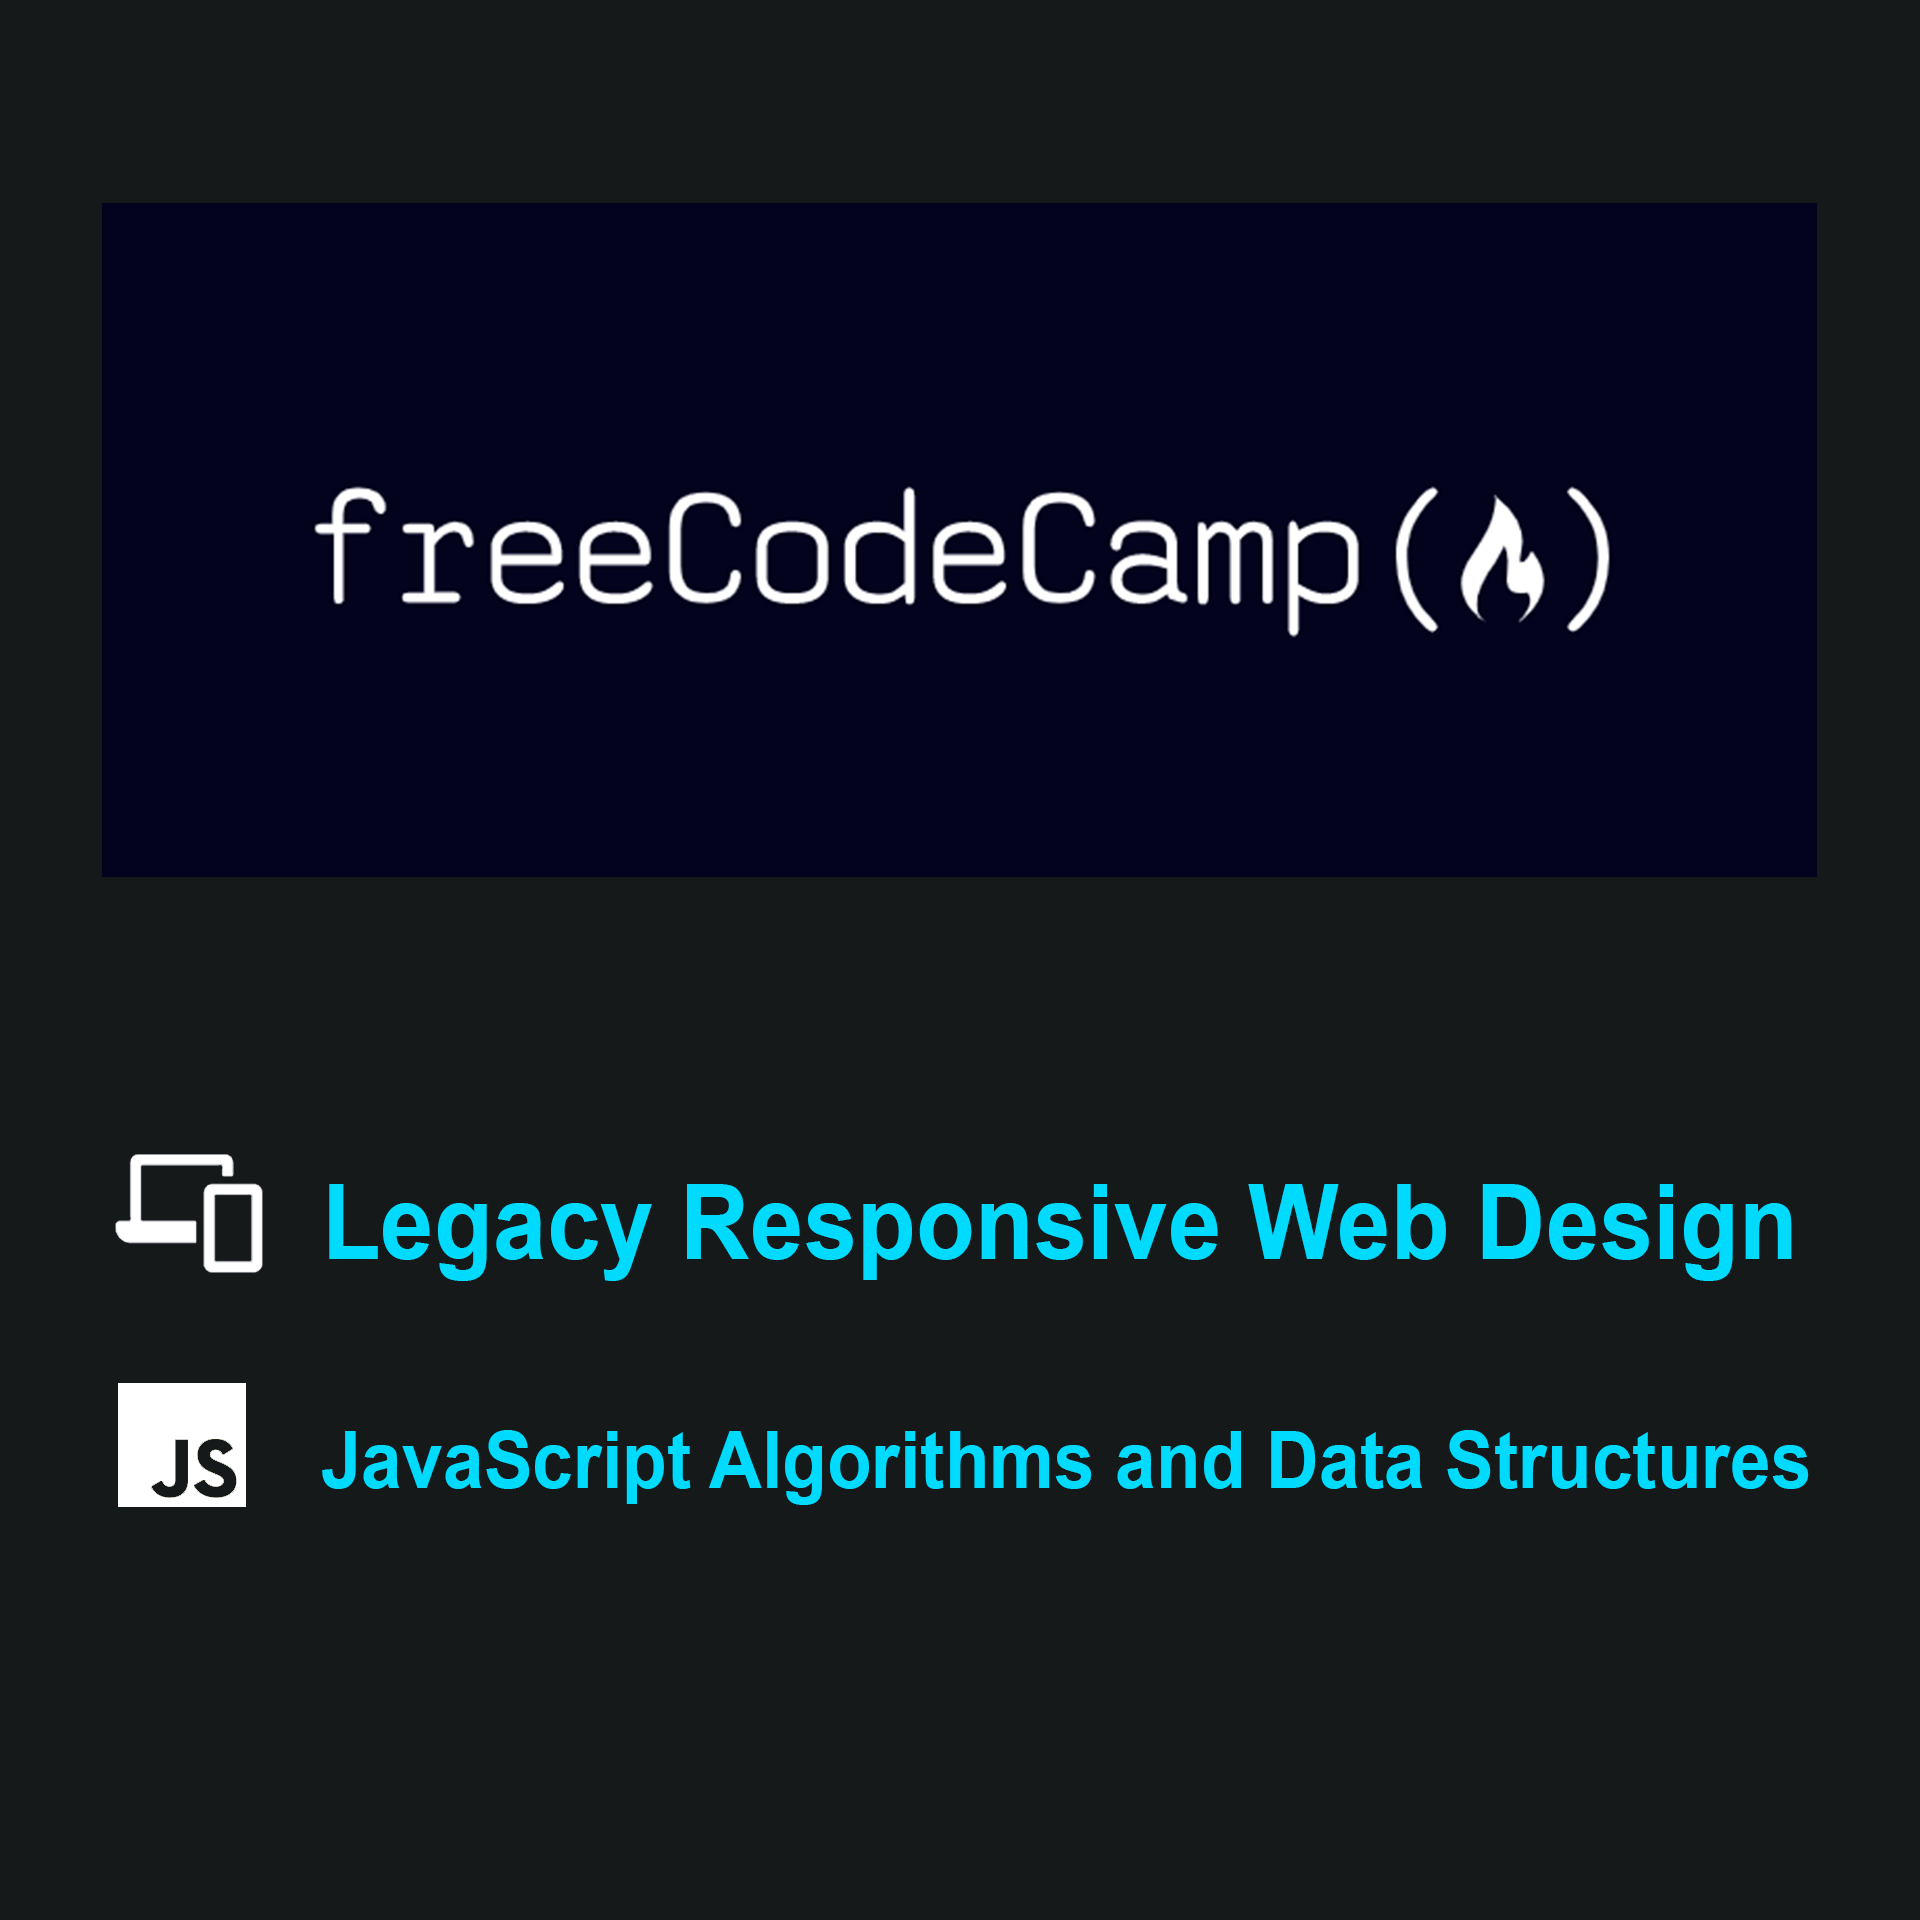 freeCodeCamp()
Legacy Responsive Web Design
JS
JavaScript Algorithms and Data Structures